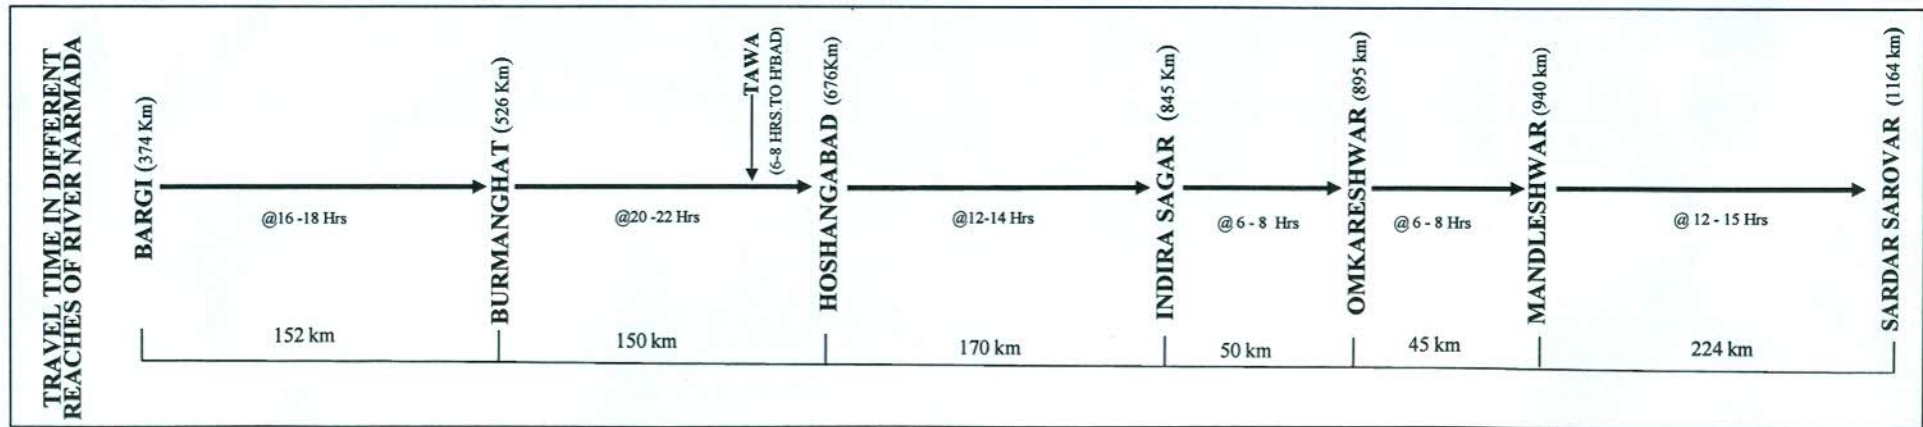 TRAVEL TIME IN DIFFERENT
REACHES OF RIVER NARMADA
BARGI (374 Km)
BURMANGHAT (526 Km)
TAWA
(6-8 HRS.TO H'BAD)
HOSHANGABAD (676Km)
INDIRA SAGAR (845 Km)
OMKARESHWAR (895 km)
MANDLESHWAR (940 km)
SARDAR SAROVAR (1164 km)
@16 -18 Hrs
@20 -22 Hrs
@12-14 Hrs
@ 6 - 8 Hrs
@ 6 - 8 Hrs
@ 12 - 15 Hrs
152 km
150 km
170 km
50 km
45 km
224 km